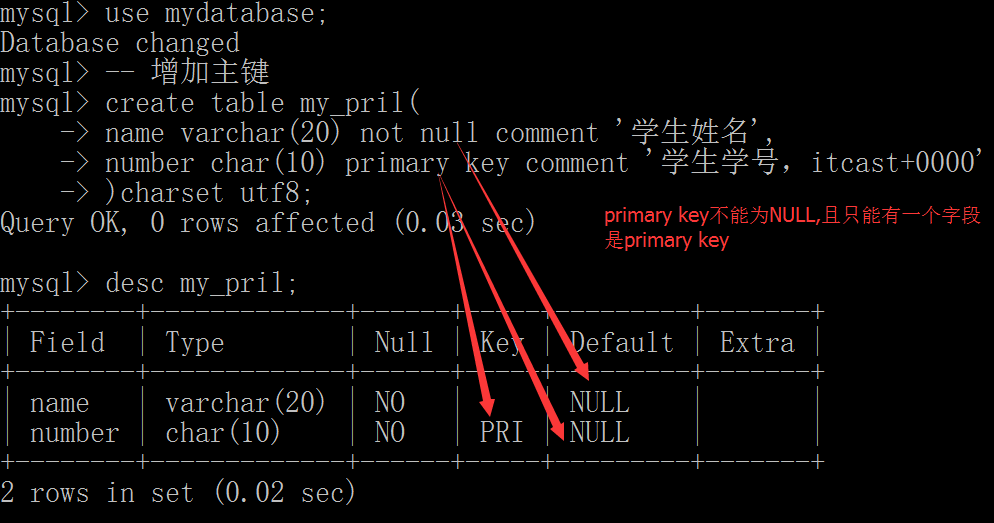 mysql> use mydatabase;
Database changed
mysql> -- 增加主键
mysql> create table my_pril(
    -> name varchar(20) not null comment '学生姓名',
    -> number char(10) primary key comment '学生学号，itcast+0000'
    -> )charset utf8;
Query OK, 0 rows affected (0.03 sec)
primary key不能为NULL,且只能有一个字段
是primary key
mysql> desc my_pril;
+--------+-------------+------+-----+---------+-------+
| Field  | Type        | Null | Key | Default | Extra |
+--------+-------------+------+-----+---------+-------+
| name   | varchar(20) | NO   |     | NULL    |       |
| number | char(10)    | NO   | PRI | NULL    |       |
+--------+-------------+------+-----+---------+-------+
2 rows in set (0.02 sec)